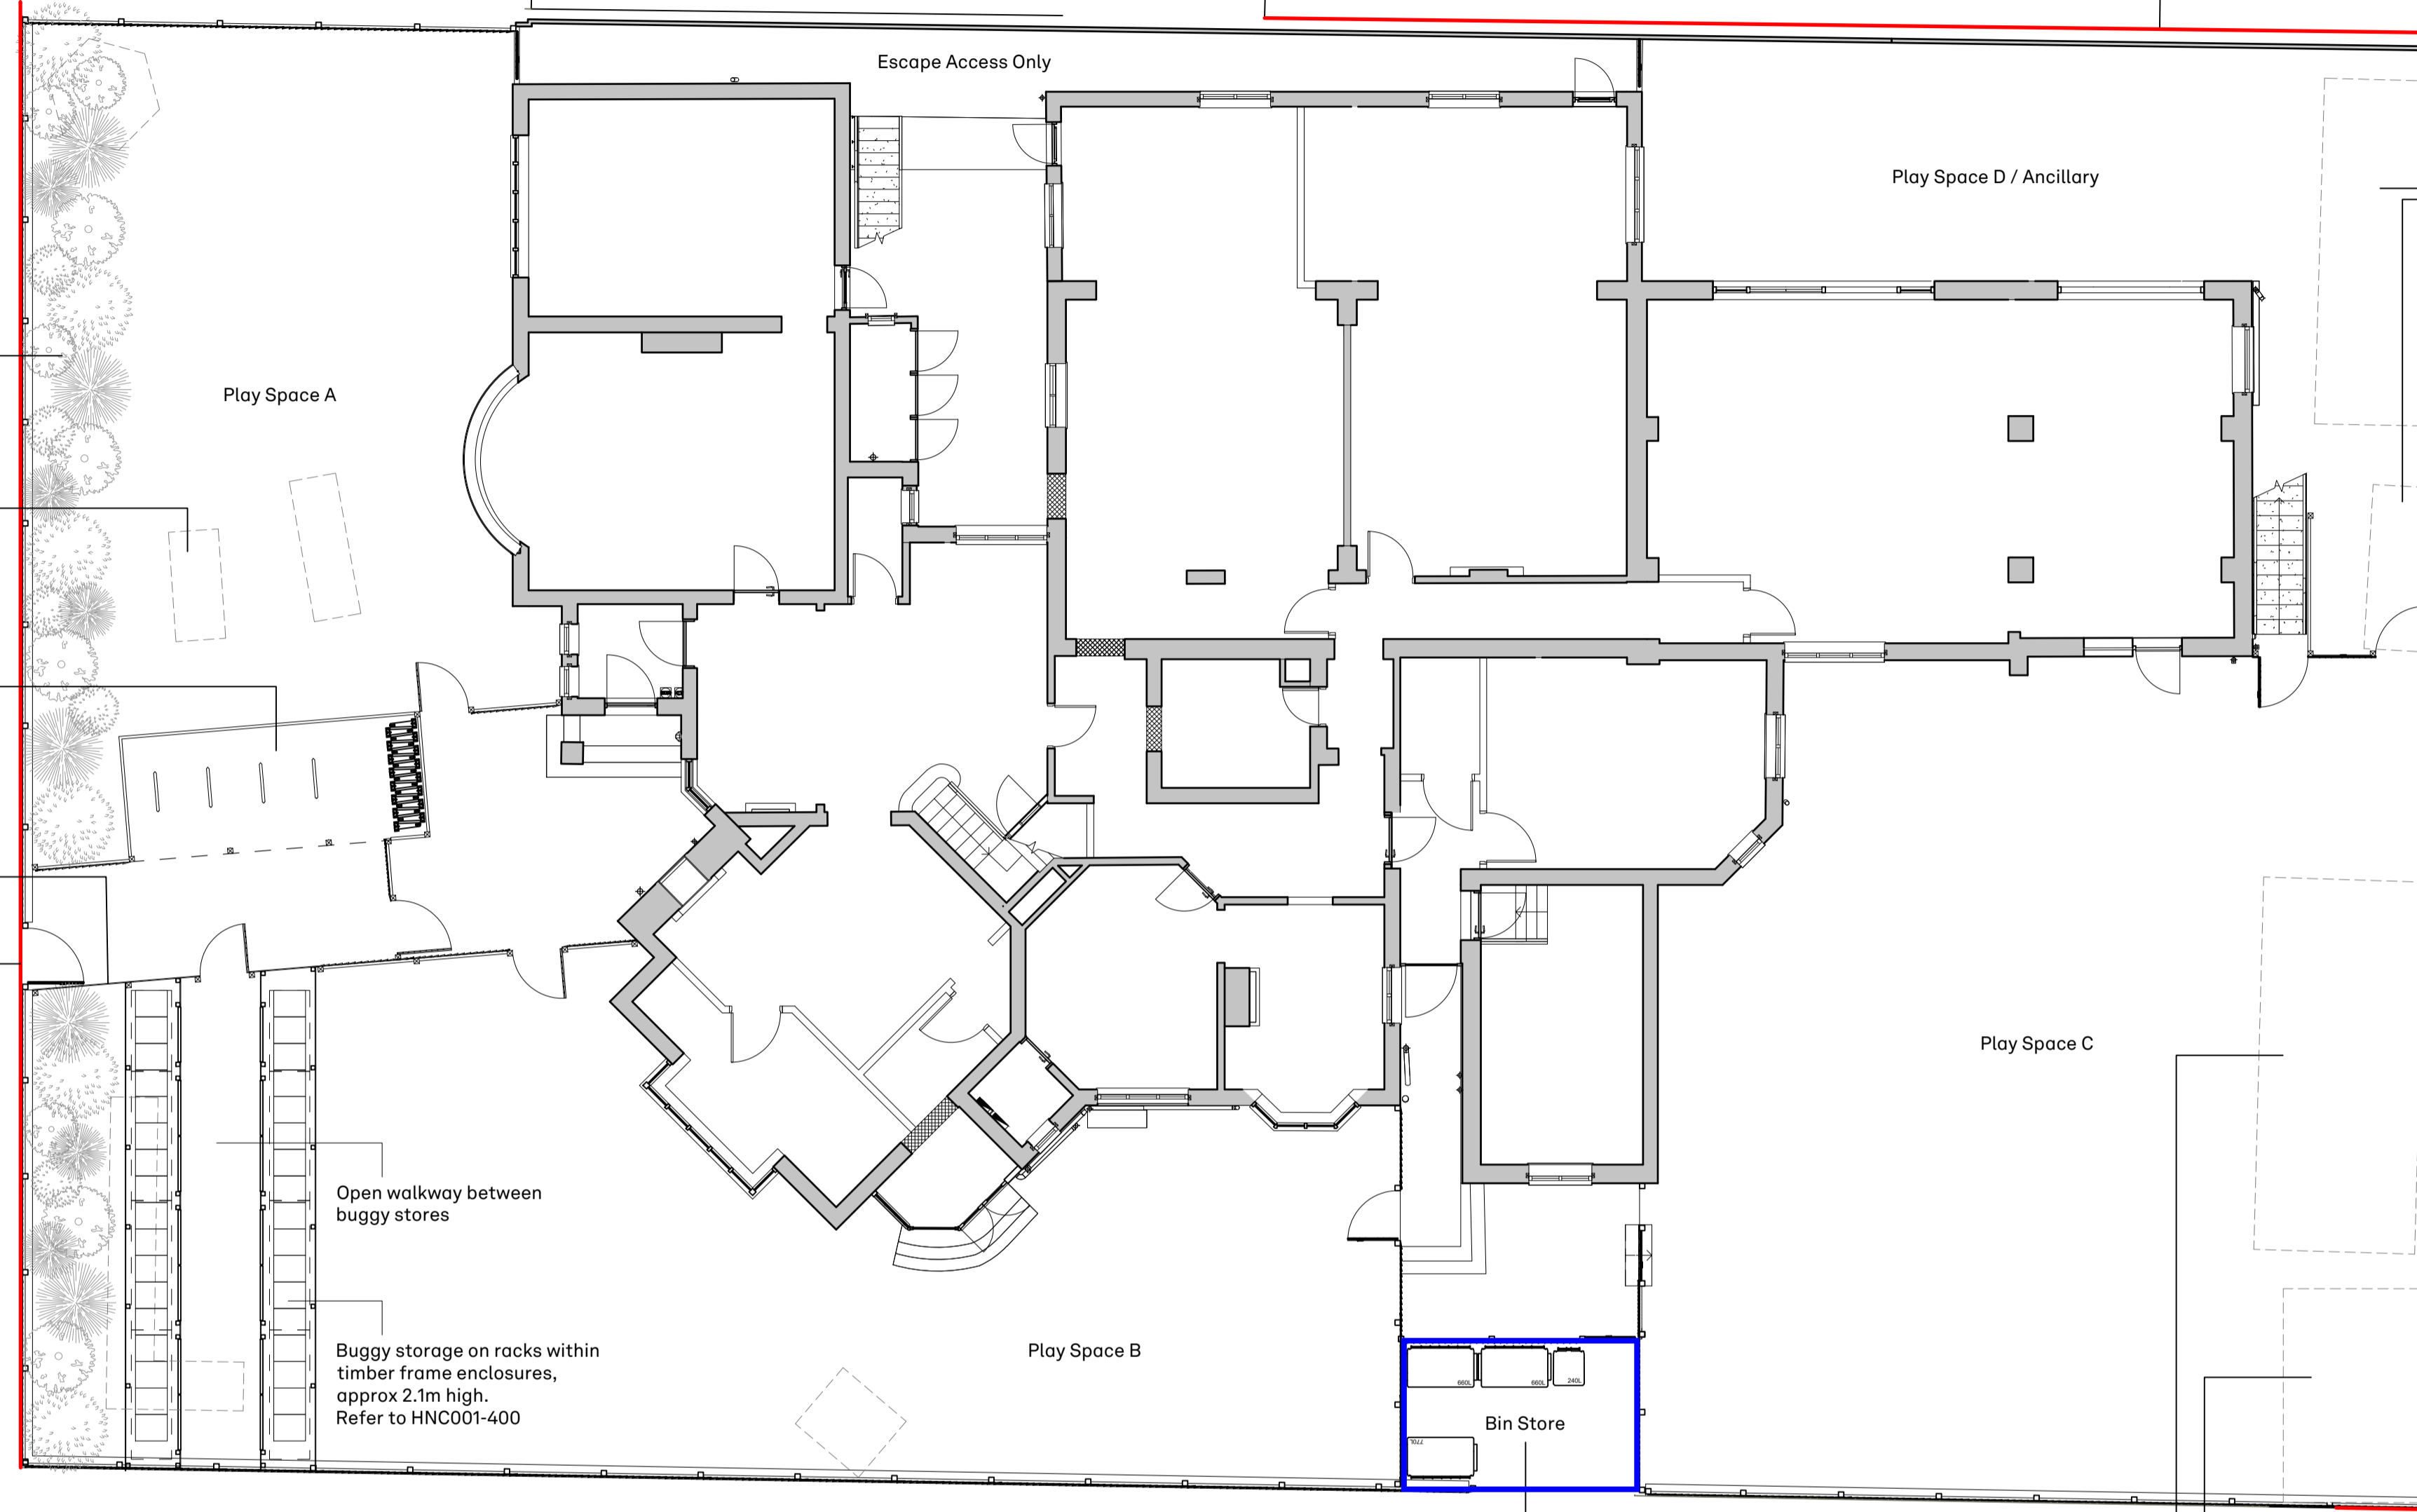 Escape Access Only
Play Space D / Ancillary
Play Space A
Play Space C
Open walkway between
buggy stores
Buggy storage on racks within
timber frame enclosures,
approx 2.1m high.
Refer to HNC001-400
Play Space B
660L
660L
240L
Bin Store
770L